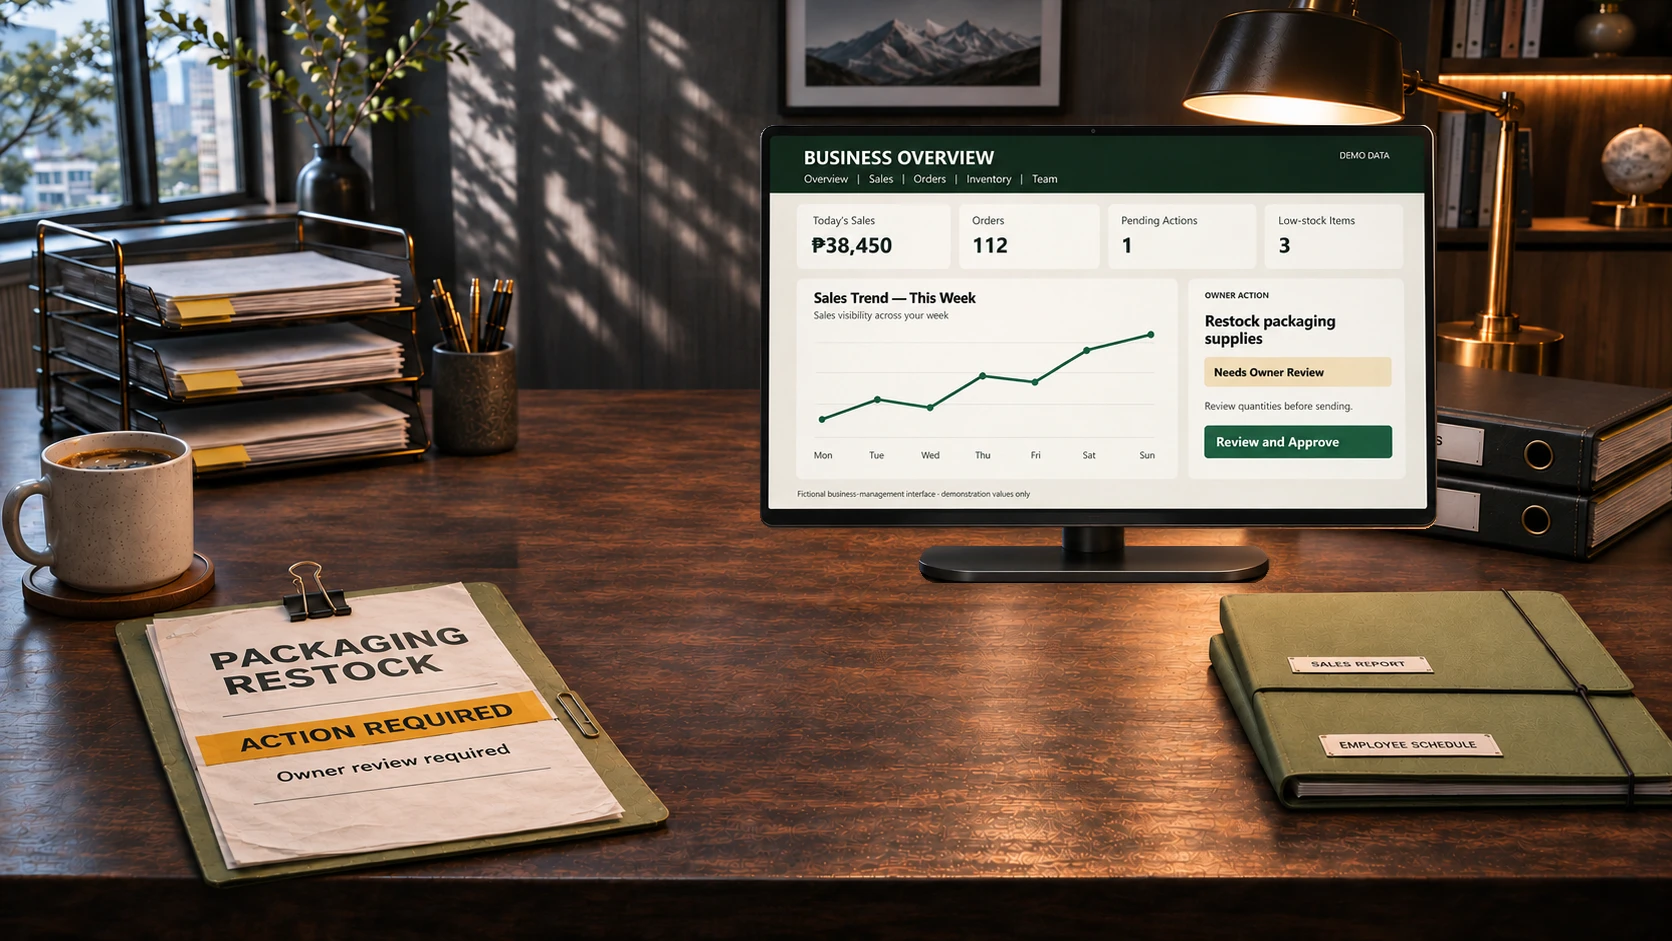 BUSINESS OVERVIEW
DEMO DATA
Overview | Sales | Orders | Inventory | Team
Today's Sales
₱38,450
Orders
112
Pending Actions
1
Low-stock Items
3
Sales Trend — This Week
Sales visibility across your week
Mon Tue Wed Thu Fri Sat Sun
OWNER ACTION
Restock packaging
supplies
Needs Owner Review
Review quantities before sending.
Review and Approve
Fictional business-management interface - demonstration values only
PACKAGING
RESTOCK
ACTION REQUIRED
Owner review required
SALES REPORT
EMPLOYEE SCHEDULE